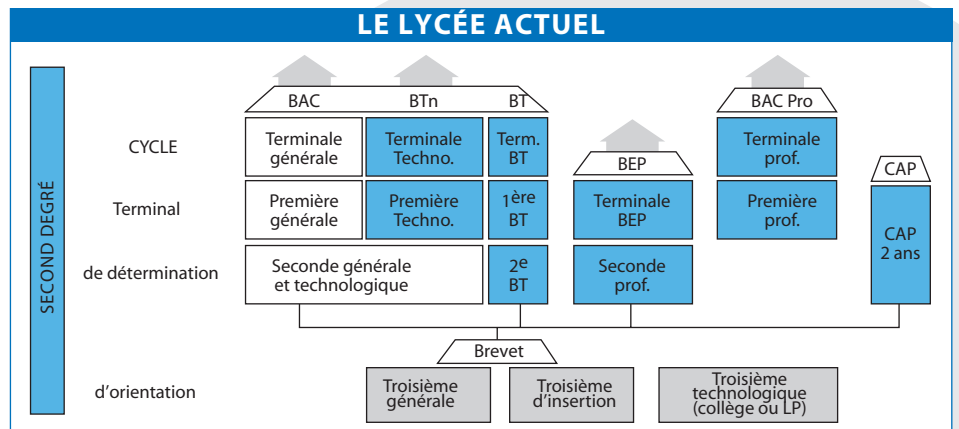 LE LYCÉE ACTUEL
SECOND DEGRÉ
BAC
BTn
BT
BAC Pro
CYCLE
Terminale
générale
Terminale
Techno.
Term.
BT
BEP
Terminale
prof.
CAP
Terminal
Première
générale
Première
Techno.
1ère
BT
Terminale
BEP
Première
prof.
CAP
2 ans
de détermination
Seconde générale
et technologique
2e
BT
Seconde
prof.
Brevet
d'orientation
Troisième
générale
Troisième
d'insertion
Troisième
technologique
(collège ou LP)